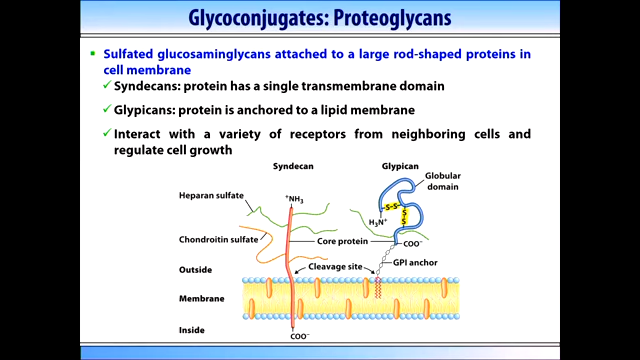 Glycoconjugates: Proteoglycans
▪ Sulfated glucosaminglycans attached to a large rod-shaped proteins in
cell membrane
✓ Syndecans: protein has a single transmembrane domain
✓ Glypicans: protein is anchored to a lipid membrane
✓ Interact with a variety of receptors from neighboring cells and
regulate cell growth
Syndecan
Glypican
Globular
domain
Heparan sulfate
⁺NH₃
S-S
S
S
H₃N⁺
Chondroitin sulfate
Core protein
COO⁻
GPI anchor
Outside
Cleavage site
Membrane
Inside
COO⁻